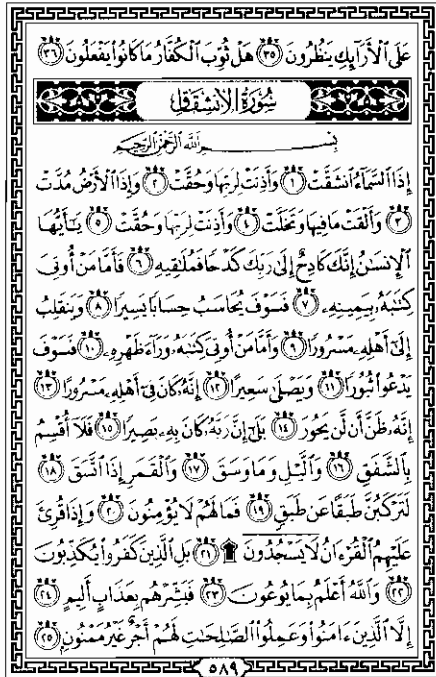 عَلَى ٱلْأَرَآئِكِ يَنظُرُونَ ٣٥ هَلْ ثُوِّبَ ٱلْكُفَّارُ مَا كَانُوا۟ يَفْعَلُونَ ٣٦
سُورَةُ الانشقاق
بِسْمِ ٱللَّهِ ٱلرَّحْمَٰنِ ٱلرَّحِيمِ
إِذَا ٱلسَّمَآءُ ٱنشَقَّتْ ١ وَأَذِنَتْ لِرَبِّهَا وَحُقَّتْ ٢ وَإِذَا ٱلْأَرْضُ مُدَّتْ
٣ وَأَلْقَتْ مَا فِيهَا وَتَخَلَّتْ ٤ وَأَذِنَتْ لِرَبِّهَا وَحُقَّتْ ٥ يَٰٓأَيُّهَا
ٱلْإِنسَٰنُ إِنَّكَ كَادِحٌ إِلَىٰ رَبِّكَ كَدْحًا فَمُلَٰقِيهِ ٦ فَأَمَّا مَنْ أُوتِىَ
كِتَٰبَهُۥ بِيَمِينِهِۦ ٧ فَسَوْفَ يُحَاسَبُ حِسَابًا يَسِيرًا ٨ وَيَنقَلِبُ
إِلَىٰٓ أَهْلِهِۦ مَسْرُورًا ٩ وَأَمَّا مَنْ أُوتِىَ كِتَٰبَهُۥ وَرَآءَ ظَهْرِهِۦ ١٠ فَسَوْفَ
يَدْعُوا۟ ثُبُورًا ١١ وَيَصْلَىٰ سَعِيرًا ١٢ إِنَّهُۥ كَانَ فِىٓ أَهْلِهِۦ مَسْرُورًا ١٣
إِنَّهُۥ ظَنَّ أَن لَّن يَحُورَ ١٤ بَلَىٰٓ إِنَّ رَبَّهُۥ كَانَ بِهِۦ بَصِيرًا ١٥ فَلَآ أُقْسِمُ
بِٱلشَّفَقِ ١٦ وَٱلَّيْلِ وَمَا وَسَقَ ١٧ وَٱلْقَمَرِ إِذَا ٱتَّسَقَ ١٨
لَتَرْكَبُنَّ طَبَقًا عَن طَبَقٍ ١٩ فَمَا لَهُمْ لَا يُؤْمِنُونَ ٢٠ وَإِذَا قُرِئَ
عَلَيْهِمُ ٱلْقُرْءَانُ لَا يَسْجُدُونَ ۩ ٢١ بَلِ ٱلَّذِينَ كَفَرُوا۟ يُكَذِّبُونَ
٢٢ وَٱللَّهُ أَعْلَمُ بِمَا يُوعُونَ ٢٣ فَبَشِّرْهُم بِعَذَابٍ أَلِيمٍ ٢٤
إِلَّا ٱلَّذِينَ ءَامَنُوا۟ وَعَمِلُوا۟ ٱلصَّٰلِحَٰتِ لَهُمْ أَجْرٌ غَيْرُ مَمْنُونٍۭ ٢٥
٥٨٩